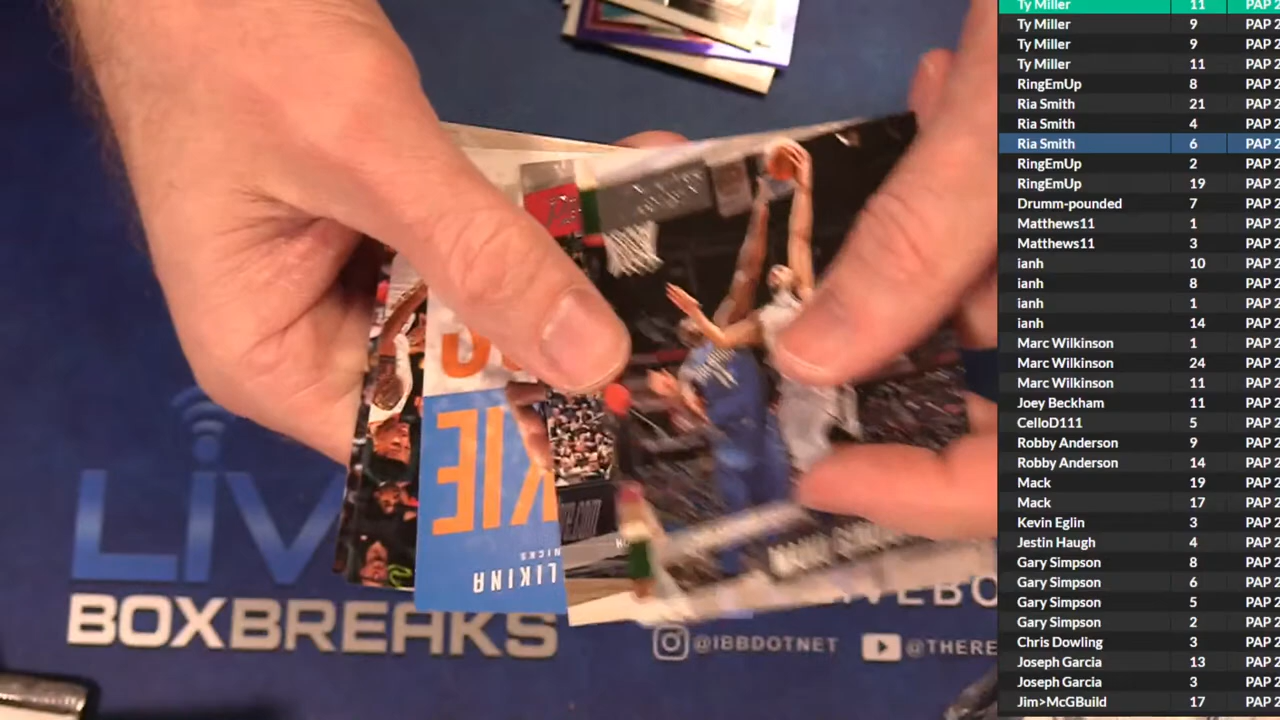 Ty Miller 11 PAP 2
Ty Miller 9 PAP 2
Ty Miller 9 PAP 2
Ty Miller 11 PAP 2
RingEmUp 8 PAP 2
Ria Smith 21 PAP 2
Ria Smith 4 PAP 2
Ria Smith 6 PAP 2
RingEmUp 2 PAP 2
RingEmUp 19 PAP 2
Drumm-pounded 7 PAP 2
Matthews11 1 PAP 2
Matthews11 3 PAP 2
ianh 10 PAP 2
ianh 8 PAP 2
ianh 1 PAP 2
ianh 14 PAP 2
Marc Wilkinson 1 PAP 2
Marc Wilkinson 24 PAP 2
Marc Wilkinson 11 PAP 2
Joey Beckham 11 PAP 2
CelloD111 5 PAP 2
Robby Anderson 9 PAP 2
Robby Anderson 14 PAP 2
Mack 19 PAP 2
Mack 17 PAP 2
Kevin Eglin 3 PAP 2
Jestin Haugh 4 PAP 2
Gary Simpson 8 PAP 2
Gary Simpson 6 PAP 2
Gary Simpson 5 PAP 2
Gary Simpson 2 PAP 2
Chris Dowling 3 PAP 2
Joseph Garcia 13 PAP 2
Joseph Garcia 3 PAP 2
Jim>McGBuild 17 PAP 2
KIE
LIKINA
NICKS
LIV
BOXBREAKS
LIVEBO
@IBBDOTNET @THERE